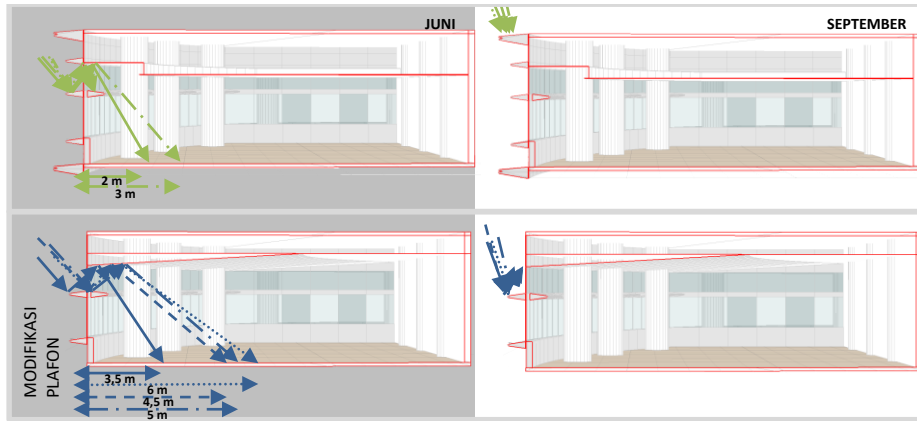 JUNI
SEPTEMBER
2 m
3 m
MODIFIKASI
PLAFON
3,5 m
6 m
4,5 m
5 m